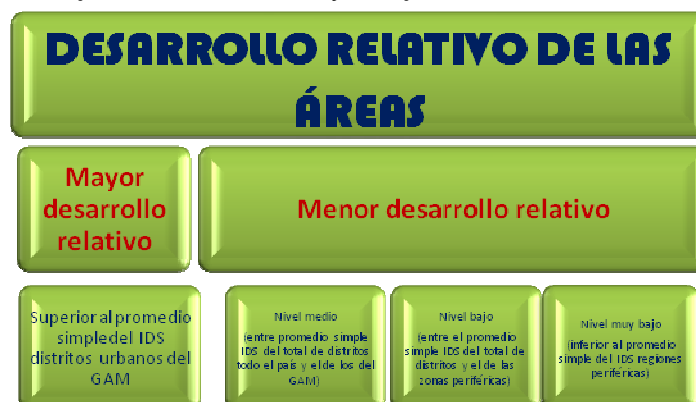 DESARROLLO RELATIVO DE LAS
ÁREAS
Mayor
desarrollo
relativo
Menor desarrollo relativo
Superior al promedio
simpledel IDS
distritos urbanos del
GAM
Nivel medio
(entre promedio simple
IDS del total de distritos
todo el país y el de los del
GAM)
Nivel bajo
(entre el promedio
simple IDS del total de
distritos y el de las
zonas periféricas)
Nivel muy bajo
(inferior al promedio
simple del IDS regiones
periféricas)